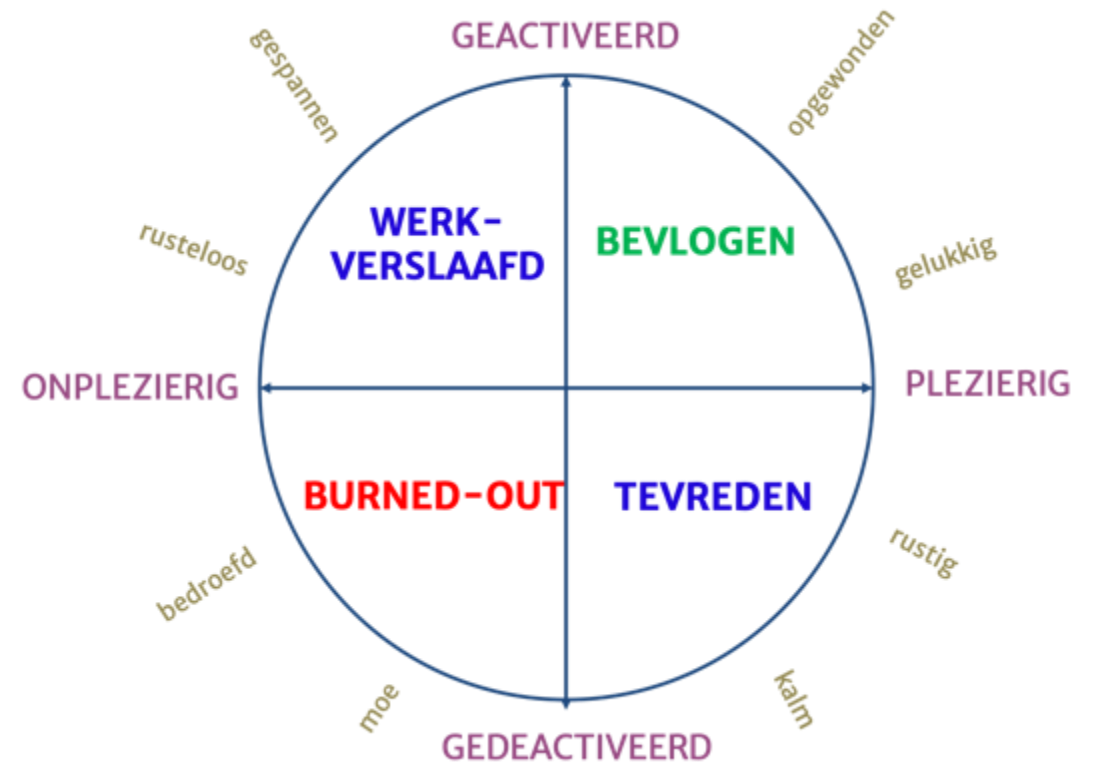 GEACTIVEERD
gespannen
opgewonden
WERK-
VERSLAAFD
BEVLOGEN
rusteloos
gelukkig
ONPLEZIERIG
PLEZIERIG
BURNED-OUT
TEVREDEN
bedroefd
rustig
moe
kalm
GEDEACTIVEERD